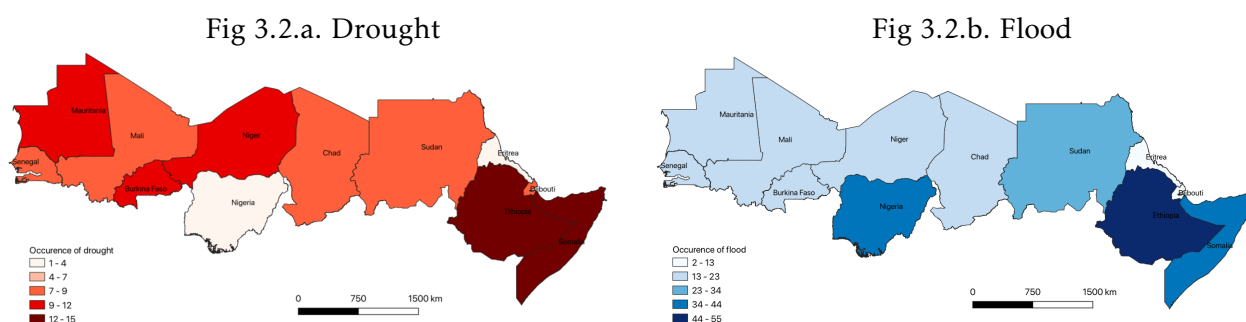 Fig 3.2.a. Drought
Mauritania
Mali
Niger
Senegal
Burkina Faso
Chad
Sudan
Eritrea
Nigeria
Djibouti
Ethiopia
Somalia
Occurence of drought
1 - 4
4 - 7
7 - 9
9 - 12
12 - 15
0 750 1500 km
Fig 3.2.b. Flood
Mauritania
Mali
Niger
Senegal
Burkina Faso
Chad
Sudan
Eritrea
Nigeria
Djibouti
Ethiopia
Somalia
Occurence of flood
2 - 13
13 - 23
23 - 34
34 - 44
44 - 55
0 750 1500 km